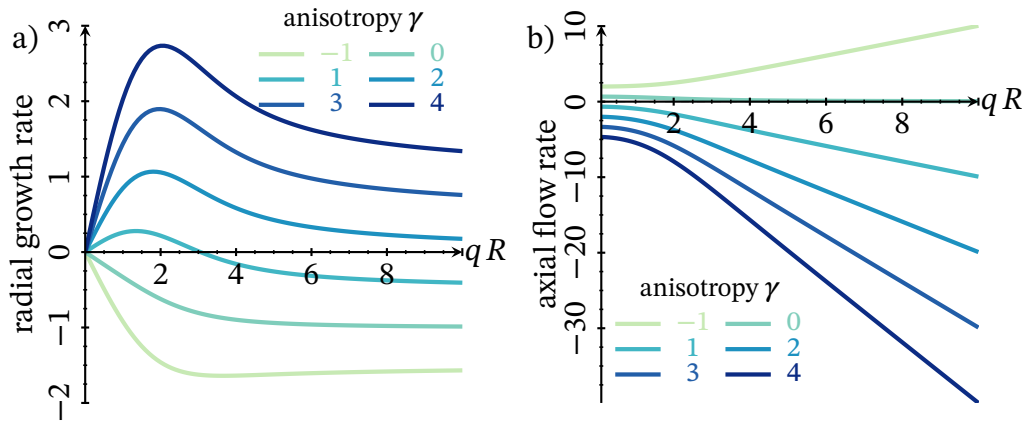 a)
radial growth rate
3
2
1
0
−1
−2
2 4 6 8
q R
anisotropy γ
−1 0
1 2
3 4
b)
axial flow rate
10
0
−10
−20
−30
2 4 6 8
q R
anisotropy γ
−1 0
1 2
3 4